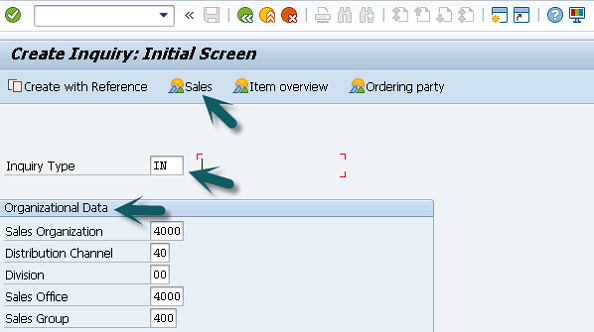 Create Inquiry: Initial Screen
Create with Reference Sales Item overview Ordering party
Inquiry Type IN
Organizational Data
Sales Organization 4000
Distribution Channel 40
Division 00
Sales Office 4000
Sales Group 400